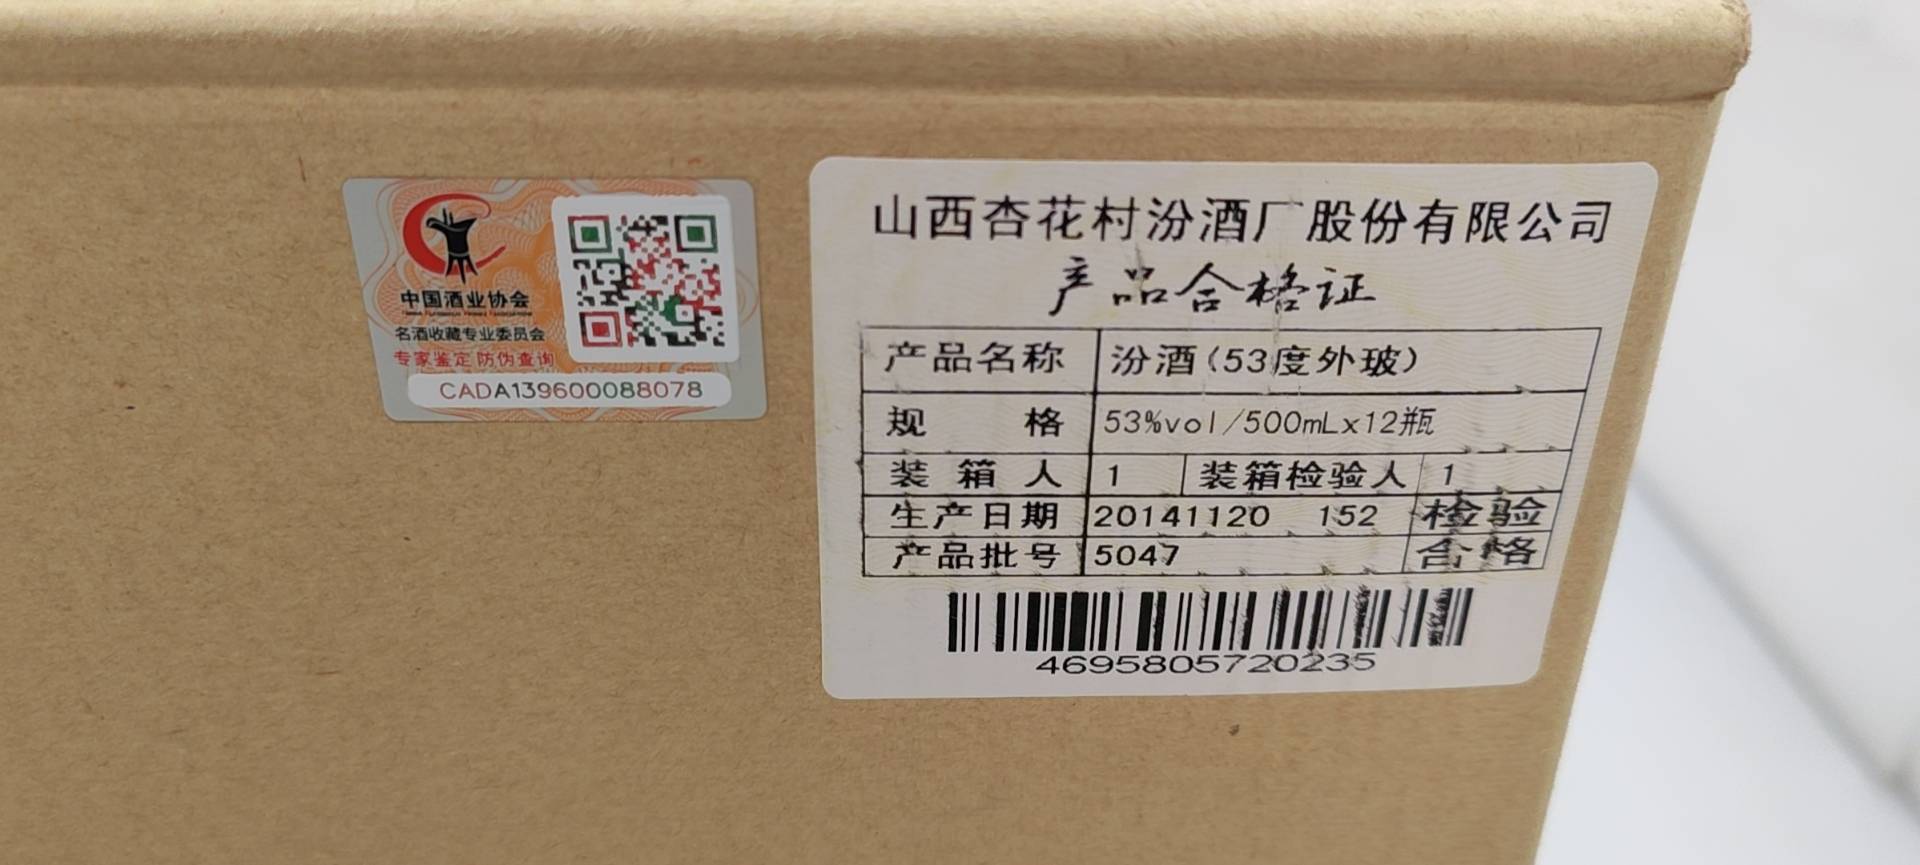 中国酒业协会
名酒收藏专业委员会
专家鉴定 防伪查询
CADA139600088078
山西杏花村汾酒厂股份有限公司
产品合格证
产品名称 汾酒(53度外玻)
规 格 53%vol/500mLx12瓶
装 箱 人 1 装箱检验人 1
生产日期 20141120 152 检验
产品批号 5047 合格
4695805720235